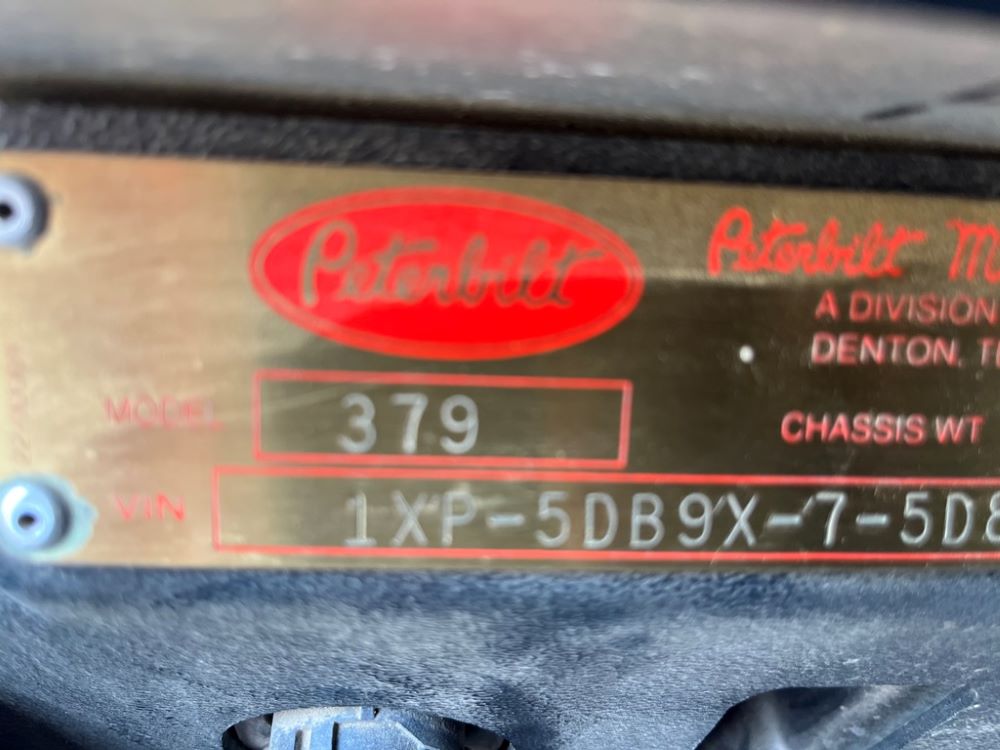 Peterbilt
Peterbilt M
A DIVISION
DENTON, T
MODEL 379
CHASSIS WT
VIN 1XP-5DB9X-7-5D8